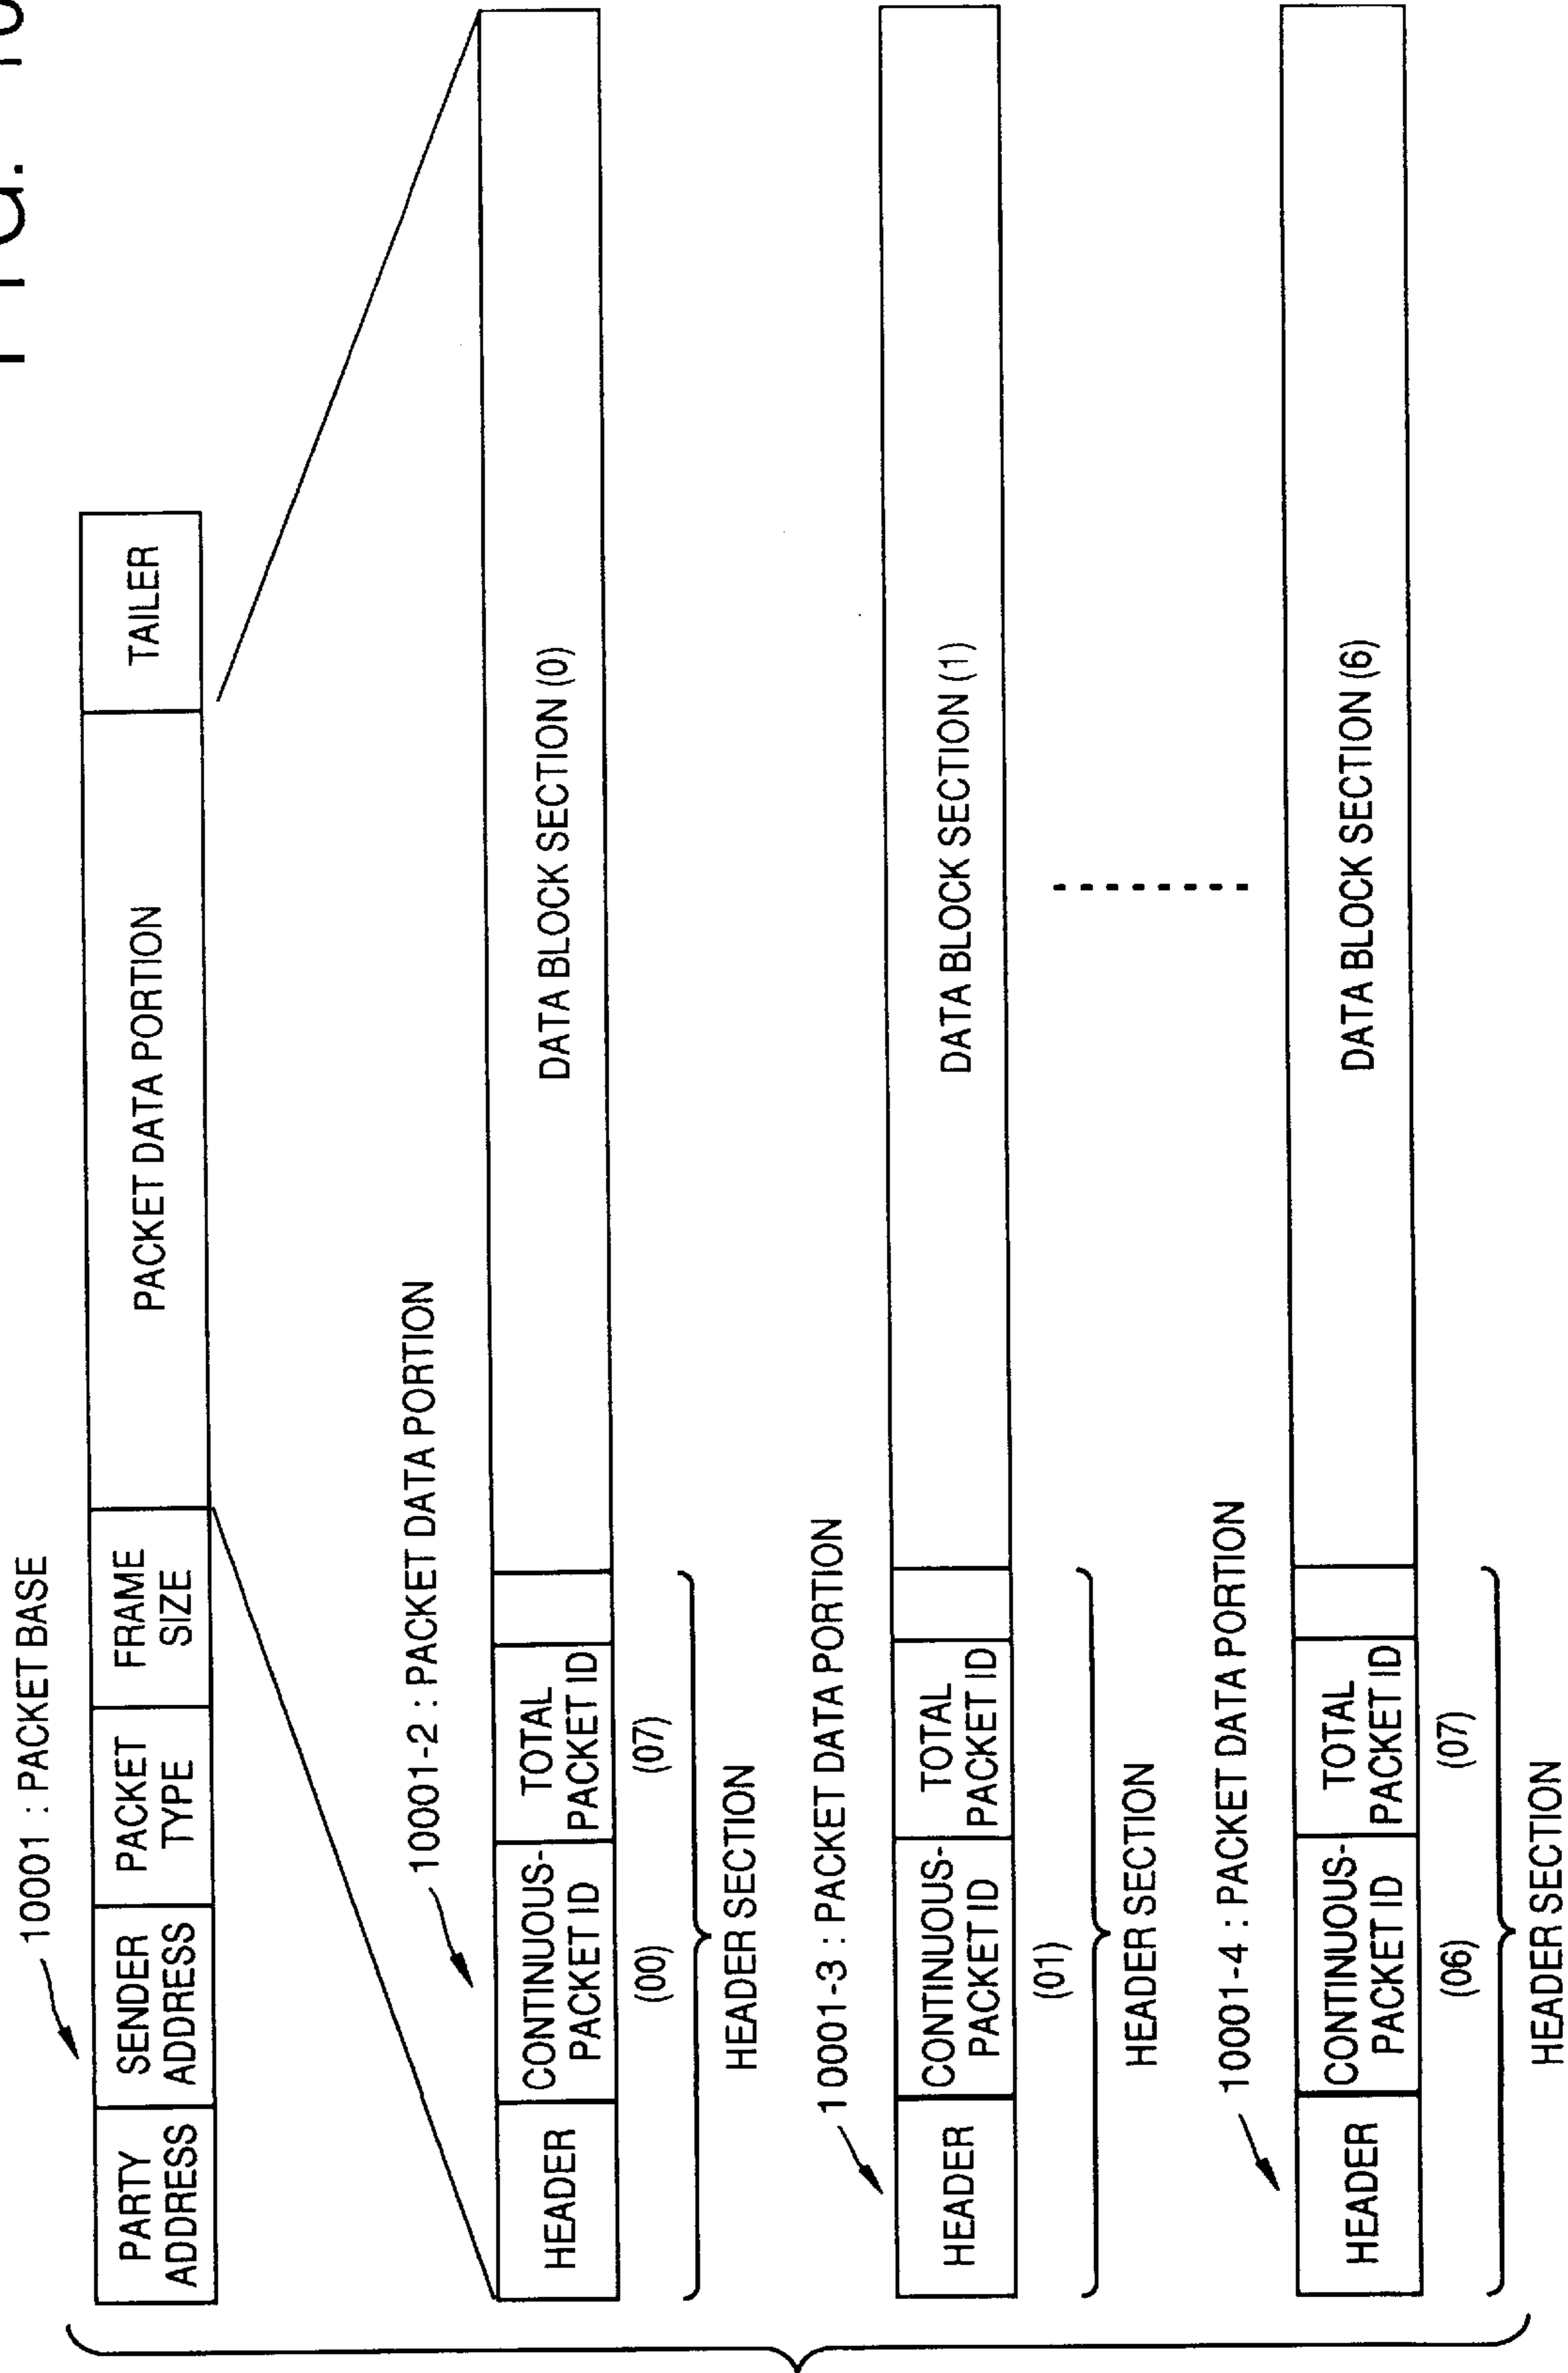 FIG.
10001 : PACKET BASE
PARTY
ADDRESS
SENDER
ADDRESS
PACKET
TYPE
FRAME
SIZE
PACKET DATA PORTION
TAILER
10001-2 : PACKET DATA PORTION
HEADER
CONTINUOUS-
PACKET ID
TOTAL
PACKET ID
DATA BLOCK SECTION (0)
(00)
(07)
HEADER SECTION
10001-3 : PACKET DATA PORTION
HEADER
CONTINUOUS-
PACKET ID
TOTAL
PACKET ID
DATA BLOCK SECTION (1)
(01)
HEADER SECTION
10001-4 : PACKET DATA PORTION
HEADER
CONTINUOUS-
PACKET ID
TOTAL
PACKET ID
DATA BLOCK SECTION (6)
(06)
(07)
HEADER SECTION